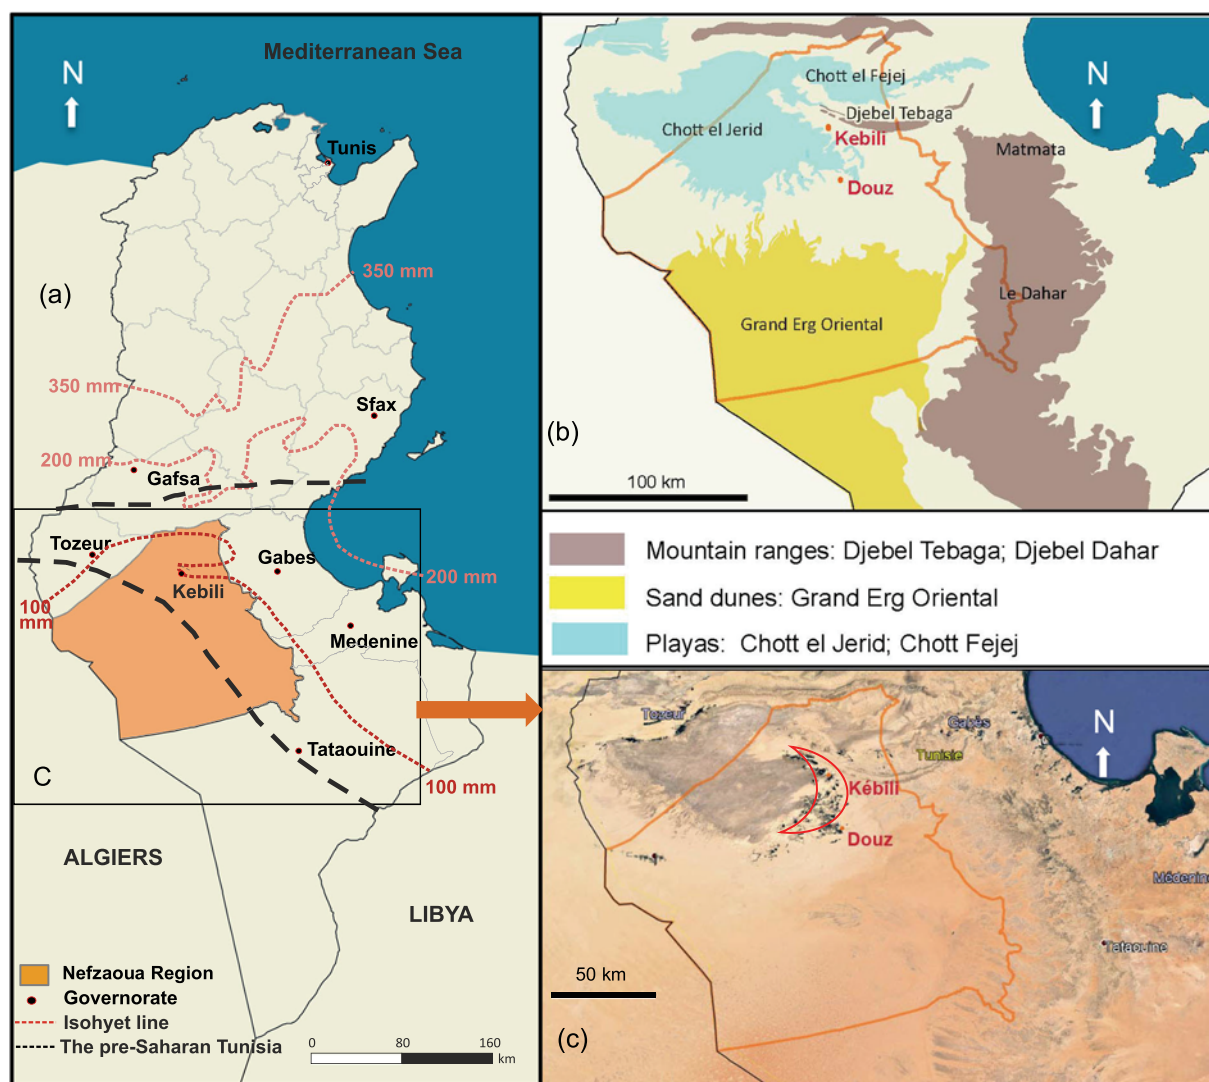 Mediterranean Sea
N
Tunis
(a)
350 mm
350 mm
Sfax
200 mm
Gafsa
Tozeur
Gabes
Kebili
200 mm
100
mm
Medenine
Tataouine
C
100 mm
ALGIERS
LIBYA
Nefzaoua Region
Governorate
Isohyet line
The pre-Saharan Tunisia
0 80 160
km
Chott el Fejej
N
Djebel Tebaga
Chott el Jerid
Kebili
Matmata
Douz
Le Dahar
Grand Erg Oriental
(b)
100 km
Mountain ranges: Djebel Tebaga; Djebel Dahar
Sand dunes: Grand Erg Oriental
Playas: Chott el Jerid; Chott Fejej
Tozeur
Gabès
N
Tunisie
Kébili
Douz
Médenine
Tataouine
50 km
(c)